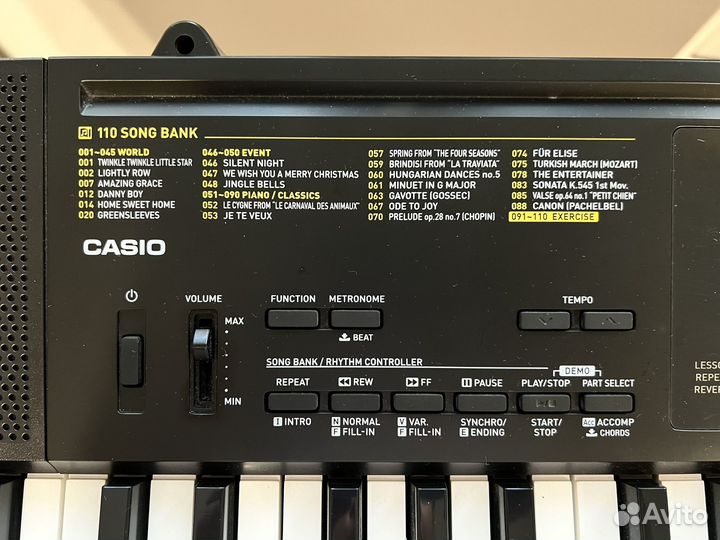 110 SONG BANK
001~045 WORLD
001 TWINKLE TWINKLE LITTLE STAR
002 LIGHTLY ROW
007 AMAZING GRACE
012 DANNY BOY
014 HOME SWEET HOME
020 GREENSLEEVES
046~050 EVENT
046 SILENT NIGHT
047 WE WISH YOU A MERRY CHRISTMAS
048 JINGLE BELLS
051~090 PIANO / CLASSICS
052 LE CYGNE FROM "LE CARNAVAL DES ANIMAUX"
053 JE TE VEUX
057 SPRING FROM "THE FOUR SEASONS"
059 BRINDISI FROM "LA TRAVIATA"
060 HUNGARIAN DANCES no.5
061 MINUET IN G MAJOR
063 GAVOTTE (GOSSEC)
067 ODE TO JOY
070 PRELUDE op.28 no.7 (CHOPIN)
074 FÜR ELISE
075 TURKISH MARCH (MOZART)
078 THE ENTERTAINER
083 SONATA K.545 1st Mov.
085 VALSE op.64 no.1 "PETIT CHIEN"
088 CANON (PACHELBEL)
091~110 EXERCISE
CASIO
VOLUME
MAX
MIN
FUNCTION METRONOME
BEAT
TEMPO
SONG BANK / RHYTHM CONTROLLER
DEMO
REPEAT REW FF PAUSE PLAY/STOP PART SELECT
I INTRO
N NORMAL
F FILL-IN
V VAR.
F FILL-IN
SYNCHRO/
E ENDING
START/
STOP
Acc ACCOMP
CHORDS
LESSO
REPE
REVER
Avito